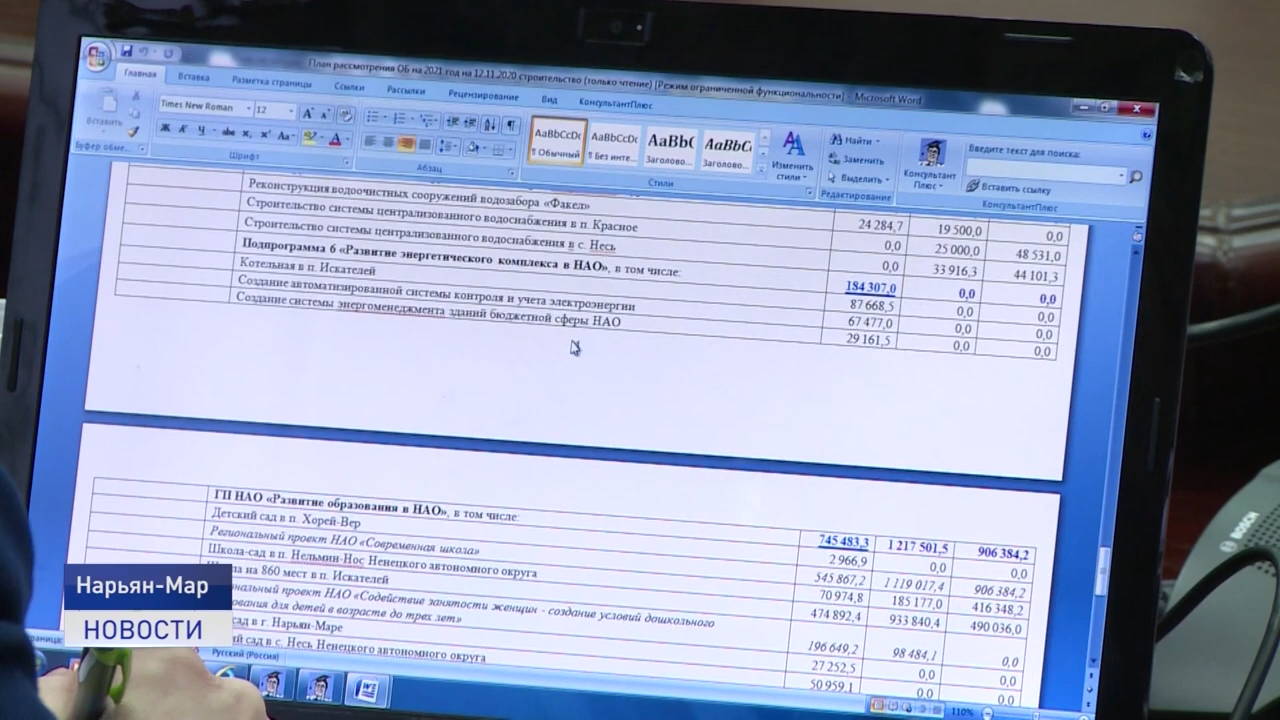 План рассмотрения ОБ на 2021 год на 12.11.2020 строительство (только чтение) [Режим ограниченной функциональности] - Microsoft Word
Главная Вставка Разметка страницы Ссылки Рассылки Рецензирование Вид КонсультантПлюс
Times New Roman 12
Вставить
Буфер обме... Шрифт Абзац Стили Редактирование КонсультантПлюс
AaBbCcDc AaBbCcDc AaBbC AaBbC
¶ Обычный ¶ Без инте... Заголово... Заголово...
Изменить стили
Найти
Заменить
Выделить
Консультант Плюс
Введите текст для поиска:
Вставить ссылку
Реконструкция водоочистных сооружений водозабора «Факел» 24 284,7 19 500,0 0,0
Строительство системы централизованного водоснабжения в п. Красное 0,0 25 000,0 48 531,0
Строительство системы централизованного водоснабжения в с. Несь 0,0 33 916,3 44 101,3
Подпрограмма 6 «Развитие энергетического комплекса в НАО», в том числе: 184 307,0 0,0 0,0
Котельная в п. Искателей 87 668,5 0,0 0,0
Создание автоматизированной системы контроля и учета электроэнергии 67 477,0 0,0 0,0
Создание системы энергоменеджмента зданий бюджетной сферы НАО 29 161,5 0,0 0,0
ГП НАО «Развитие образования в НАО», в том числе: 745 483,3 1 217 501,5 906 384,2
Детский сад в п. Хорей-Вер 2 966,9 0,0 0,0
Региональный проект НАО «Современная школа» 545 867,2 1 119 017,4 906 384,2
Школа-сад в п. Нельмин-Нос Ненецкого автономного округа 70 974,8 185 177,0 416 348,2
на 860 мест в п. Искателей 474 892,4 933 840,4 490 036,0
проект НАО «Содействие занятости женщин - создание условий дошкольного
для детей в возрасте до трех лет» 196 649,2 98 484,1 0,0
сад в г. Нарьян-Маре 27 252,5 0,0 0,0
сад в с. Несь Ненецкого автономного округа 50 959,1 0,0 0,0
Русский (Россия) 110%
Нарьян-Мар
НОВОСТИ
BOSCH